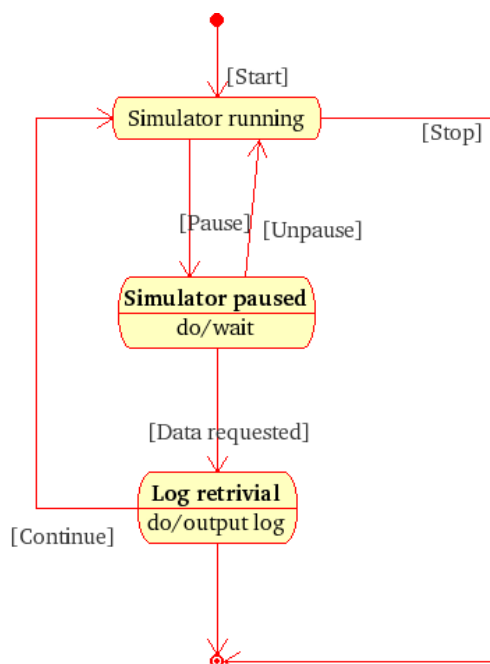 [Start]
Simulator running
[Stop]
[Pause]
[Unpause]
Simulator paused
do/wait
[Data requested]
Log retrivial
do/output log
[Continue]